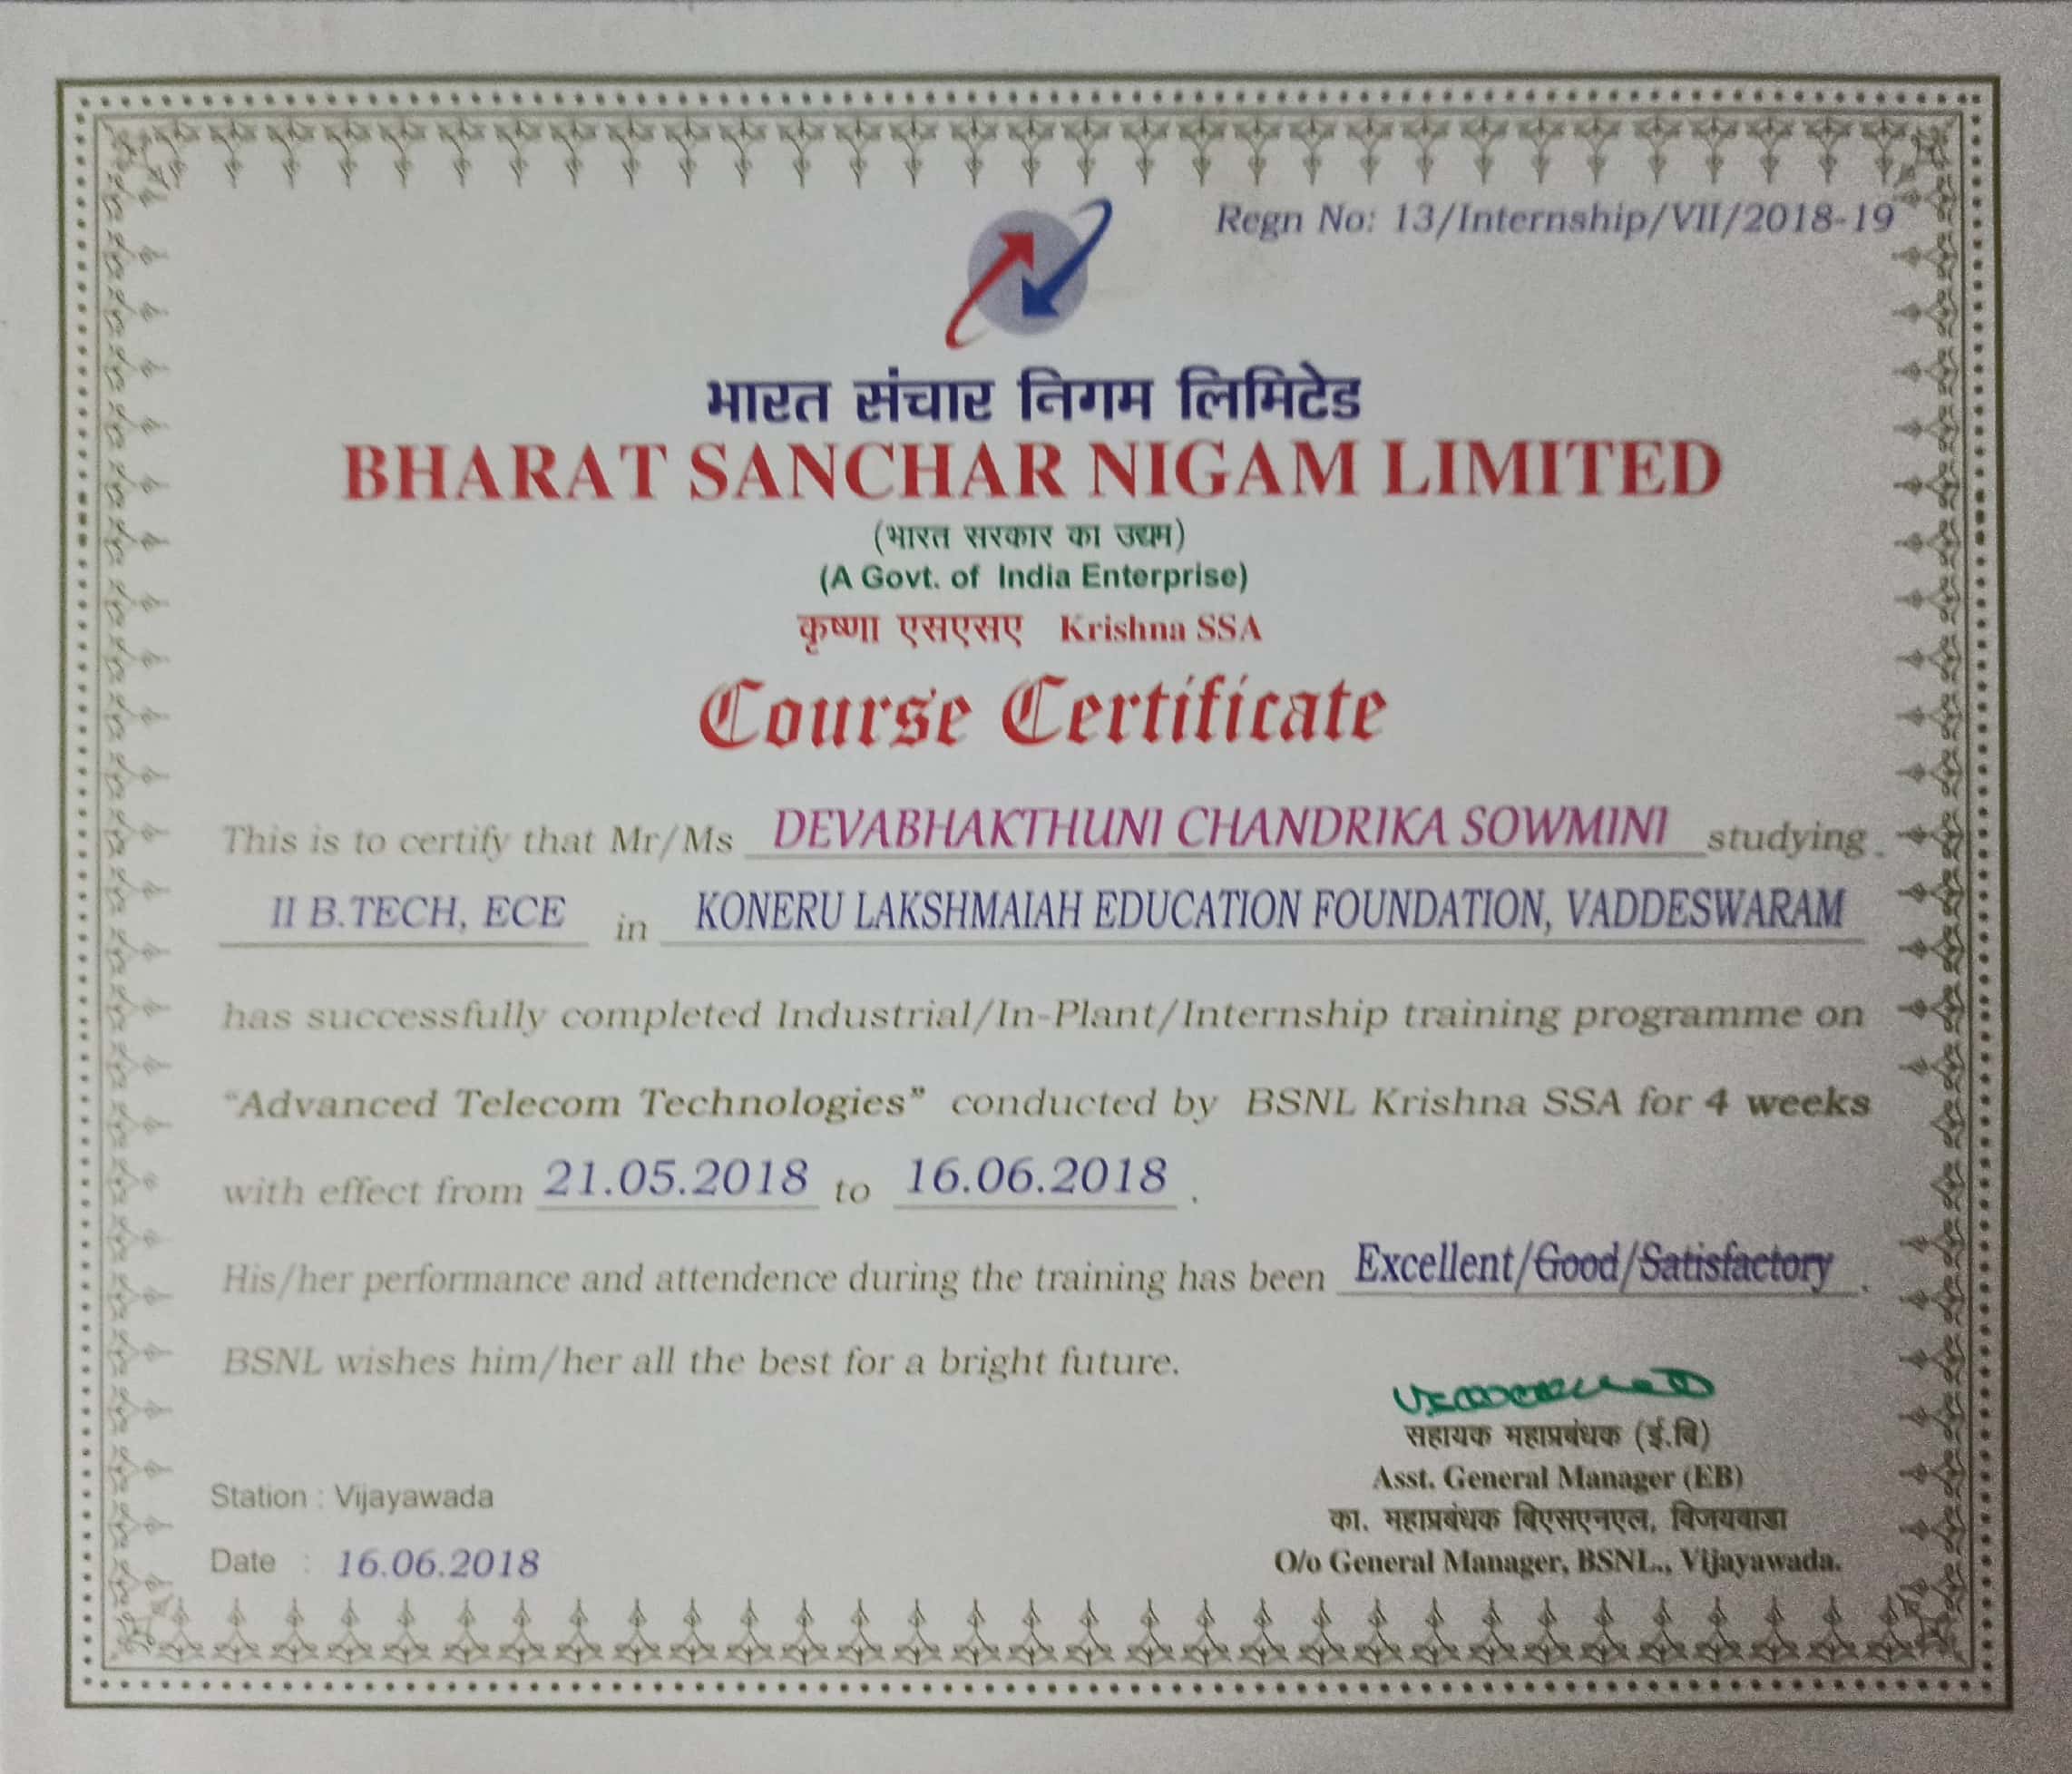 Regn No: 13/Internship/VII/2018-19
भारत संचार निगम लिमिटेड
BHARAT SANCHAR NIGAM LIMITED
(भारत सरकार का उद्यम)
(A Govt. of India Enterprise)
कृष्णा एसएसए Krishna SSA
Course Certificate
This is to certify that Mr/Ms DEVABHAKTHUNI CHANDRIKA SOWMINI studying
II B.TECH, ECE in KONERU LAKSHMAIAH EDUCATION FOUNDATION, VADDESWARAM
has successfully completed Industrial/In-Plant/Internship training programme on
"Advanced Telecom Technologies" conducted by BSNL Krishna SSA for 4 weeks
with effect from 21.05.2018 to 16.06.2018 .
His/her performance and attendence during the training has been Excellent/Good/Satisfactory .
BSNL wishes him/her all the best for a bright future.
सहायक महाप्रबंधक (ई.बि)
Asst. General Manager (EB)
का. महाप्रबंधक बिएसएनएल, विजयवाडा
O/o General Manager, BSNL., Vijayawada.
Station : Vijayawada
Date : 16.06.2018